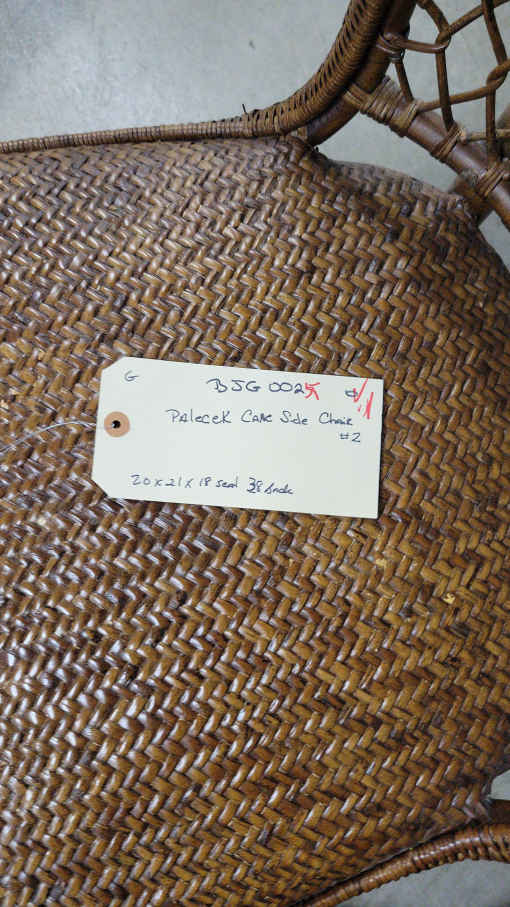 G
BJG 002
PALECEK CANE Side Chair
#2
20 x 21 x 18 seat 38 back